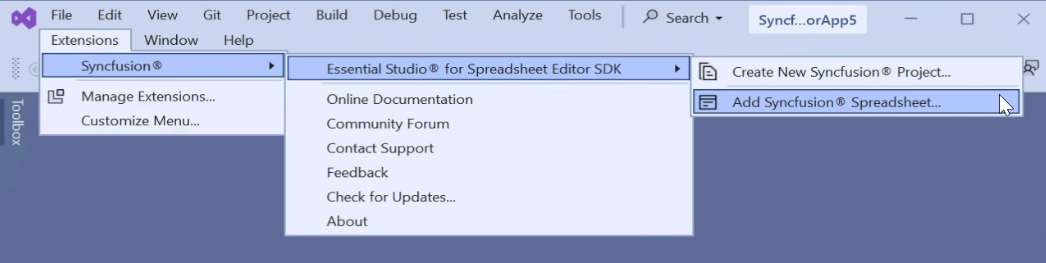 File Edit View Git Project Build Debug Test Analyze Tools Search Syncf...orApp5
Extensions Window Help
Syncfusion®
Manage Extensions...
Customize Menu...
Essential Studio® for Spreadsheet Editor SDK
Online Documentation
Community Forum
Contact Support
Feedback
Check for Updates...
About
Create New Syncfusion® Project...
Add Syncfusion® Spreadsheet...
Toolbox